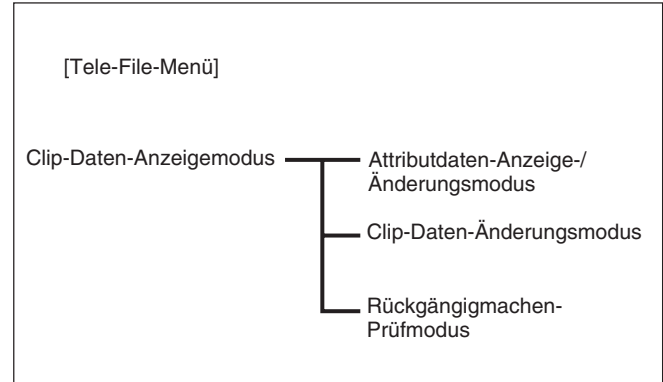 [Tele-File-Menü]
Clip-Daten-Anzeigemodus
Attributdaten-Anzeige-/
Änderungsmodus
Clip-Daten-Änderungsmodus
Rückgängigmachen-
Prüfmodus